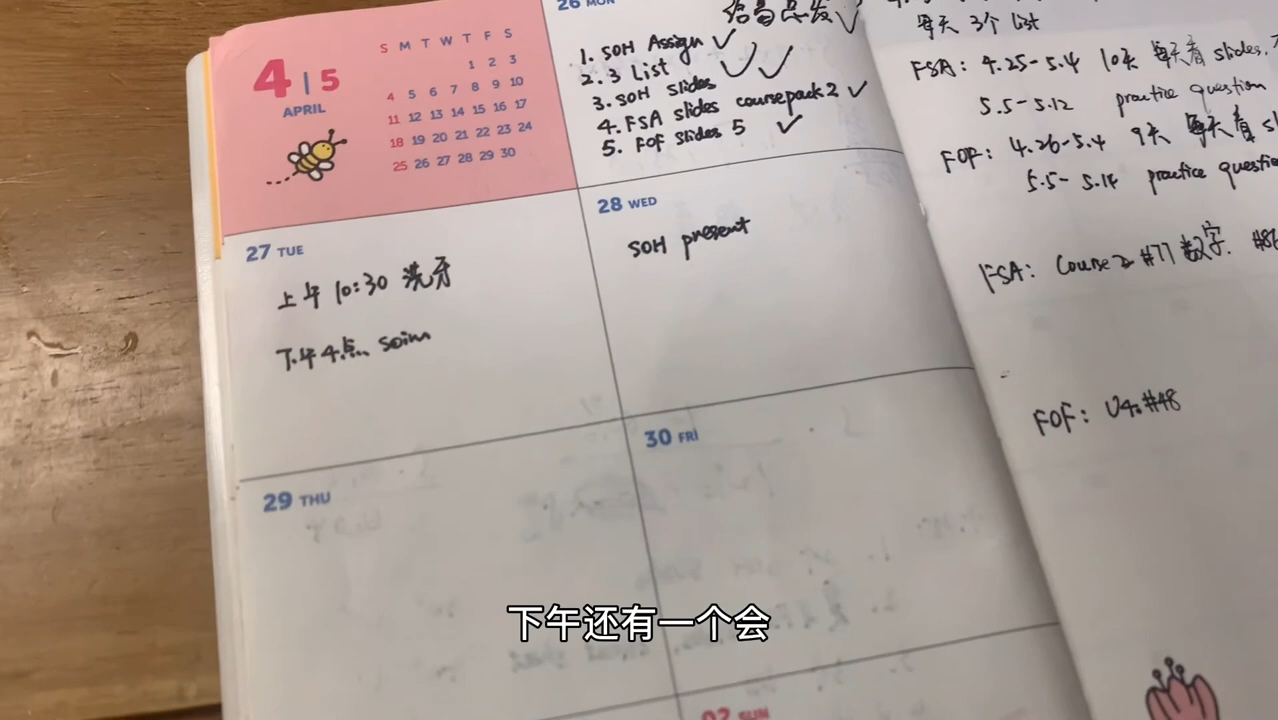 4 | 5
APRIL
S M T W T F S
1 2 3
4 5 6 7 8 9 10
11 12 13 14 15 16 17
18 19 20 21 22 23 24
25 26 27 28 29 30
26 MON
1. SOH Assign ✓
2. 3 List ✓ ✓
3. SOH slides
4. FSA slides coursepack 2 ✓
5. FOF slides 5 ✓
27 TUE
上午 10:30 洗牙
下午 4点
28 WED
SOH present
29 THU
30 FRI
02 SUN
每天 3个 list
FSA: 4.25-5.4 10天 每天看 slides,
5.5-5.12 practice question
FOF: 4.26-5.4 9天 每天看
5.5-5.14 practice
FSA: Course 2 #77 数字.
FOF: U4. #48
下午还有一个会